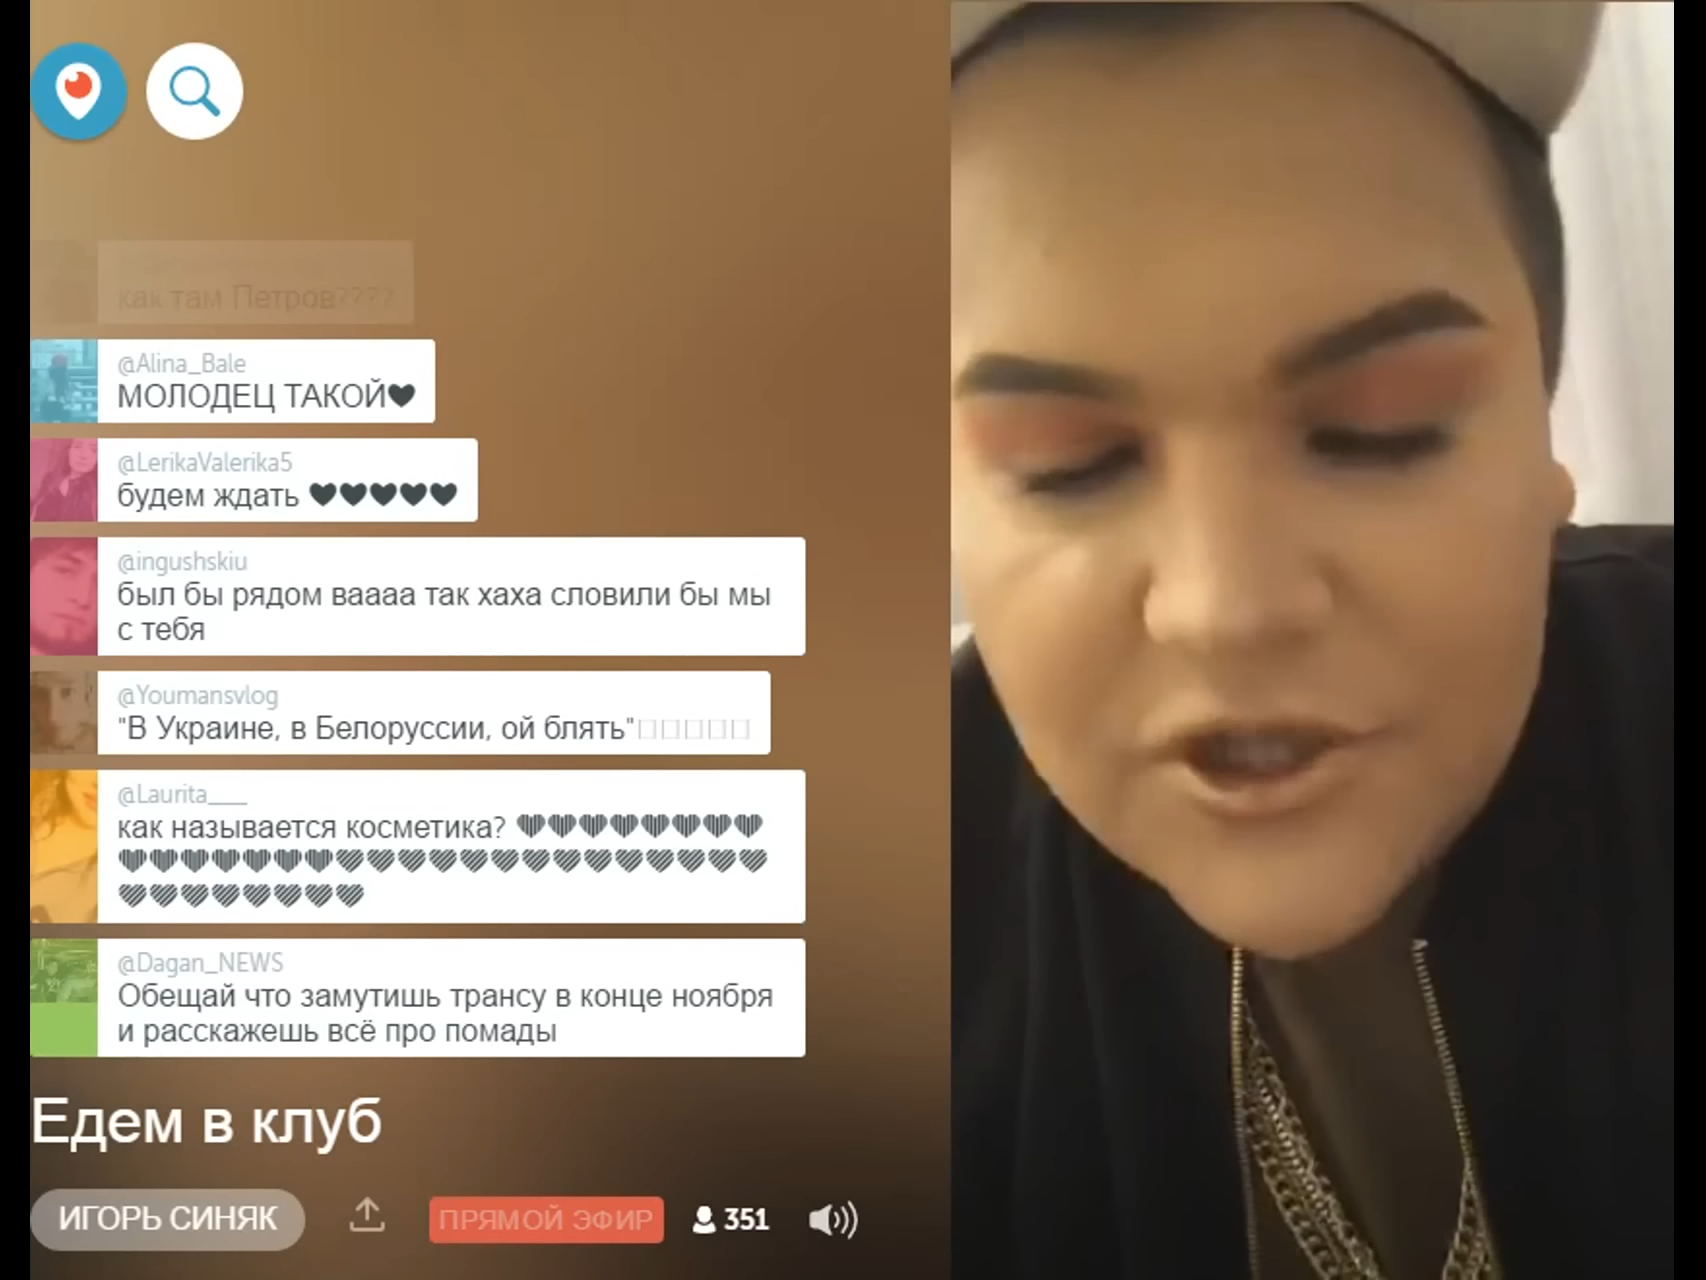 как там Петров????
@Alina_Bale
МОЛОДЕЦ ТАКОЙ♥
@LerikaValerika5
будем ждать ♥♥♥♥♥
@ingushskiu
был бы рядом ваааа так хаха словили бы мы
с тебя
@Youmansvlog
"В Украине, в Белоруссии, ой блять"□□□□□
@Laurita___
как называется косметика? ♥♥♥♥♥♥♥♥
♥♥♥♥♥♥♥♥♥♥♥♥♥♥♥♥♥♥♥♥♥
♥♥♥♥♥♥♥♥
@Dagan_NEWS
Обещай что замутишь трансу в конце ноября
и расскажешь всё про помады
Едем в клуб
ИГОРЬ СИНЯК
ПРЯМОЙ ЭФИР
351